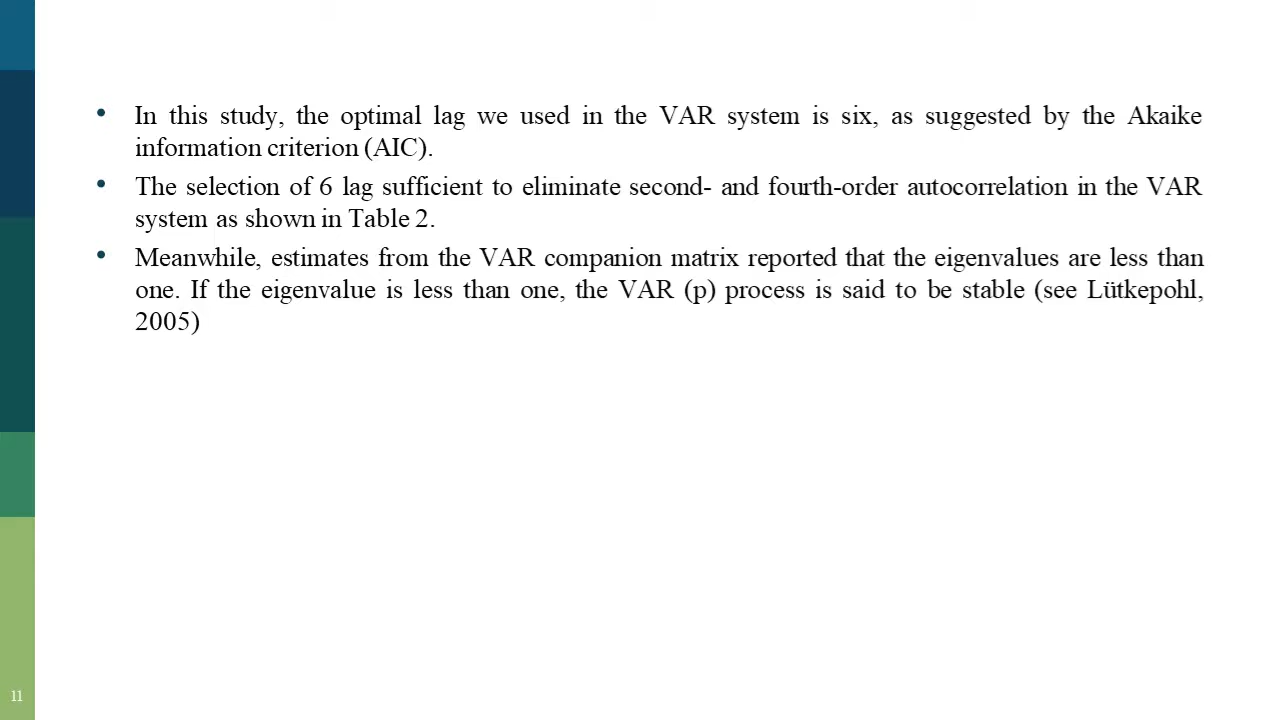 • In this study, the optimal lag we used in the VAR system is six, as suggested by the Akaike
information criterion (AIC).
• The selection of 6 lag sufficient to eliminate second- and fourth-order autocorrelation in the VAR
system as shown in Table 2.
• Meanwhile, estimates from the VAR companion matrix reported that the eigenvalues are less than
one. If the eigenvalue is less than one, the VAR (p) process is said to be stable (see Lütkepohl,
2005)
11